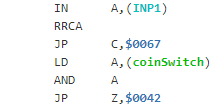 IN A,(INP1)
RRCA
JP C,$0067
LD A,(coinSwitch)
AND A
JP Z,$0042